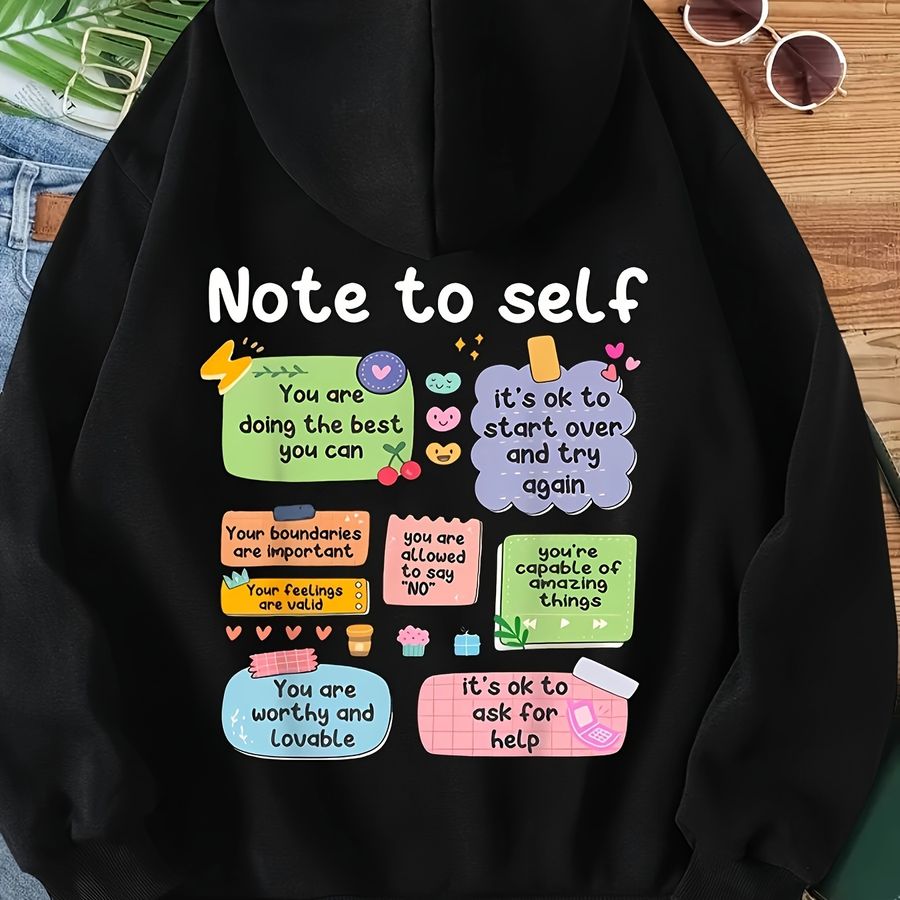 Note to self
You are
doing the best
you can
it's ok to
start over
and try
again
Your boundaries
are important
you are
allowed
to say
"NO"
you're
capable of
amazing
things
Your feelings
are valid
You are
worthy and
lovable
it's ok to
ask for
help